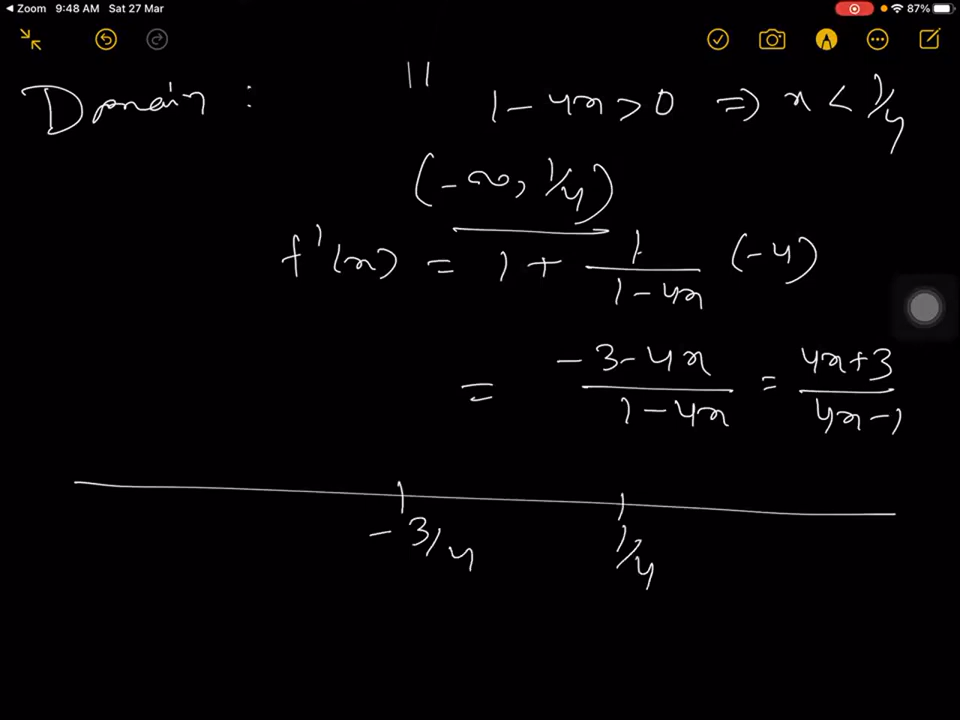 Zoom 9:48 AM Sat 27 Mar 87%
Domain : 1 - 4x > 0 => x < 1/4
(-∞, 1/4)
f'(x) = 1 + 1/(1-4x) (-4)
= (-3-4x)/(1-4x) = (4x+3)/(4x-1)
-3/4 1/4